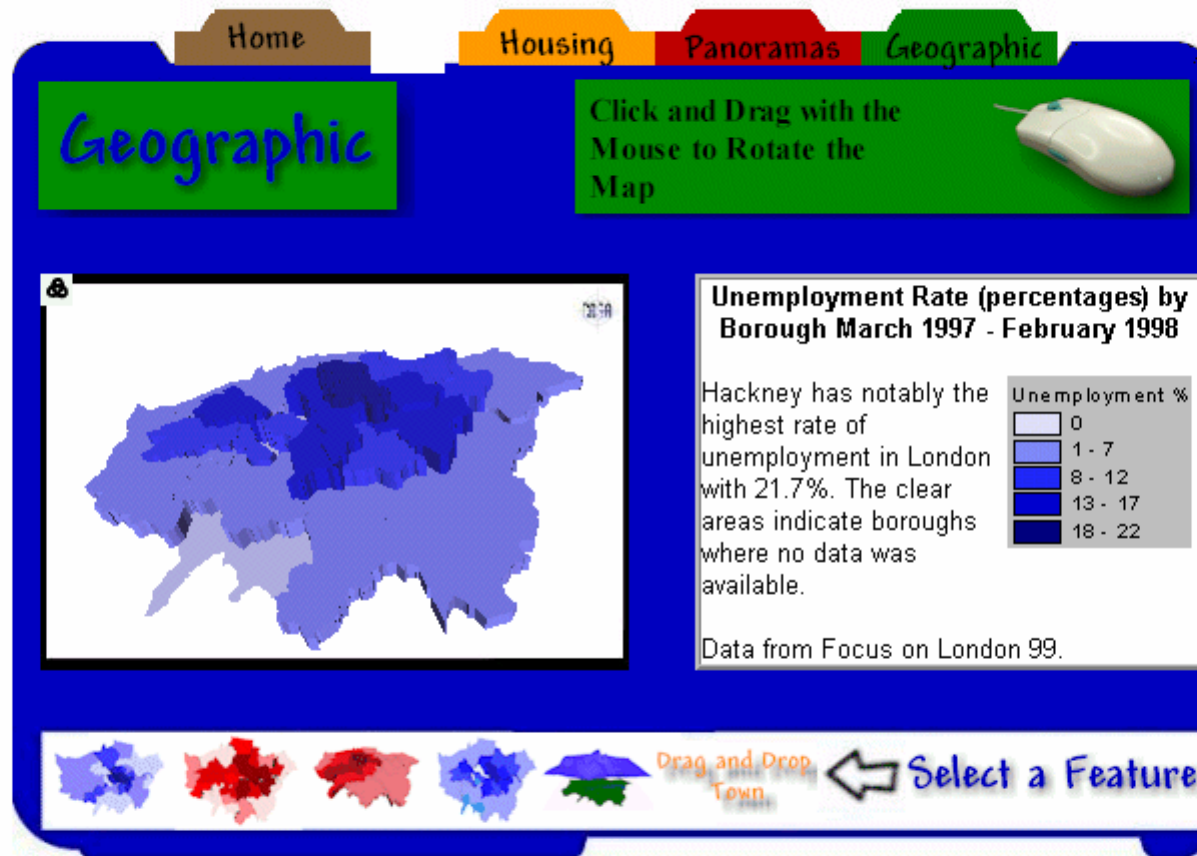 Home
Housing
Panoramas
Geographic
Geographic
Click and Drag with the
Mouse to Rotate the
Map
Unemployment Rate (percentages) by
Borough March 1997 - February 1998
Hackney has notably the
highest rate of
unemployment in London
with 21.7%. The clear
areas indicate boroughs
where no data was
available.
Data from Focus on London 99.
Unemployment %
0
1 - 7
8 - 12
13 - 17
18 - 22
Drag and Drop
Town
Select a Feature